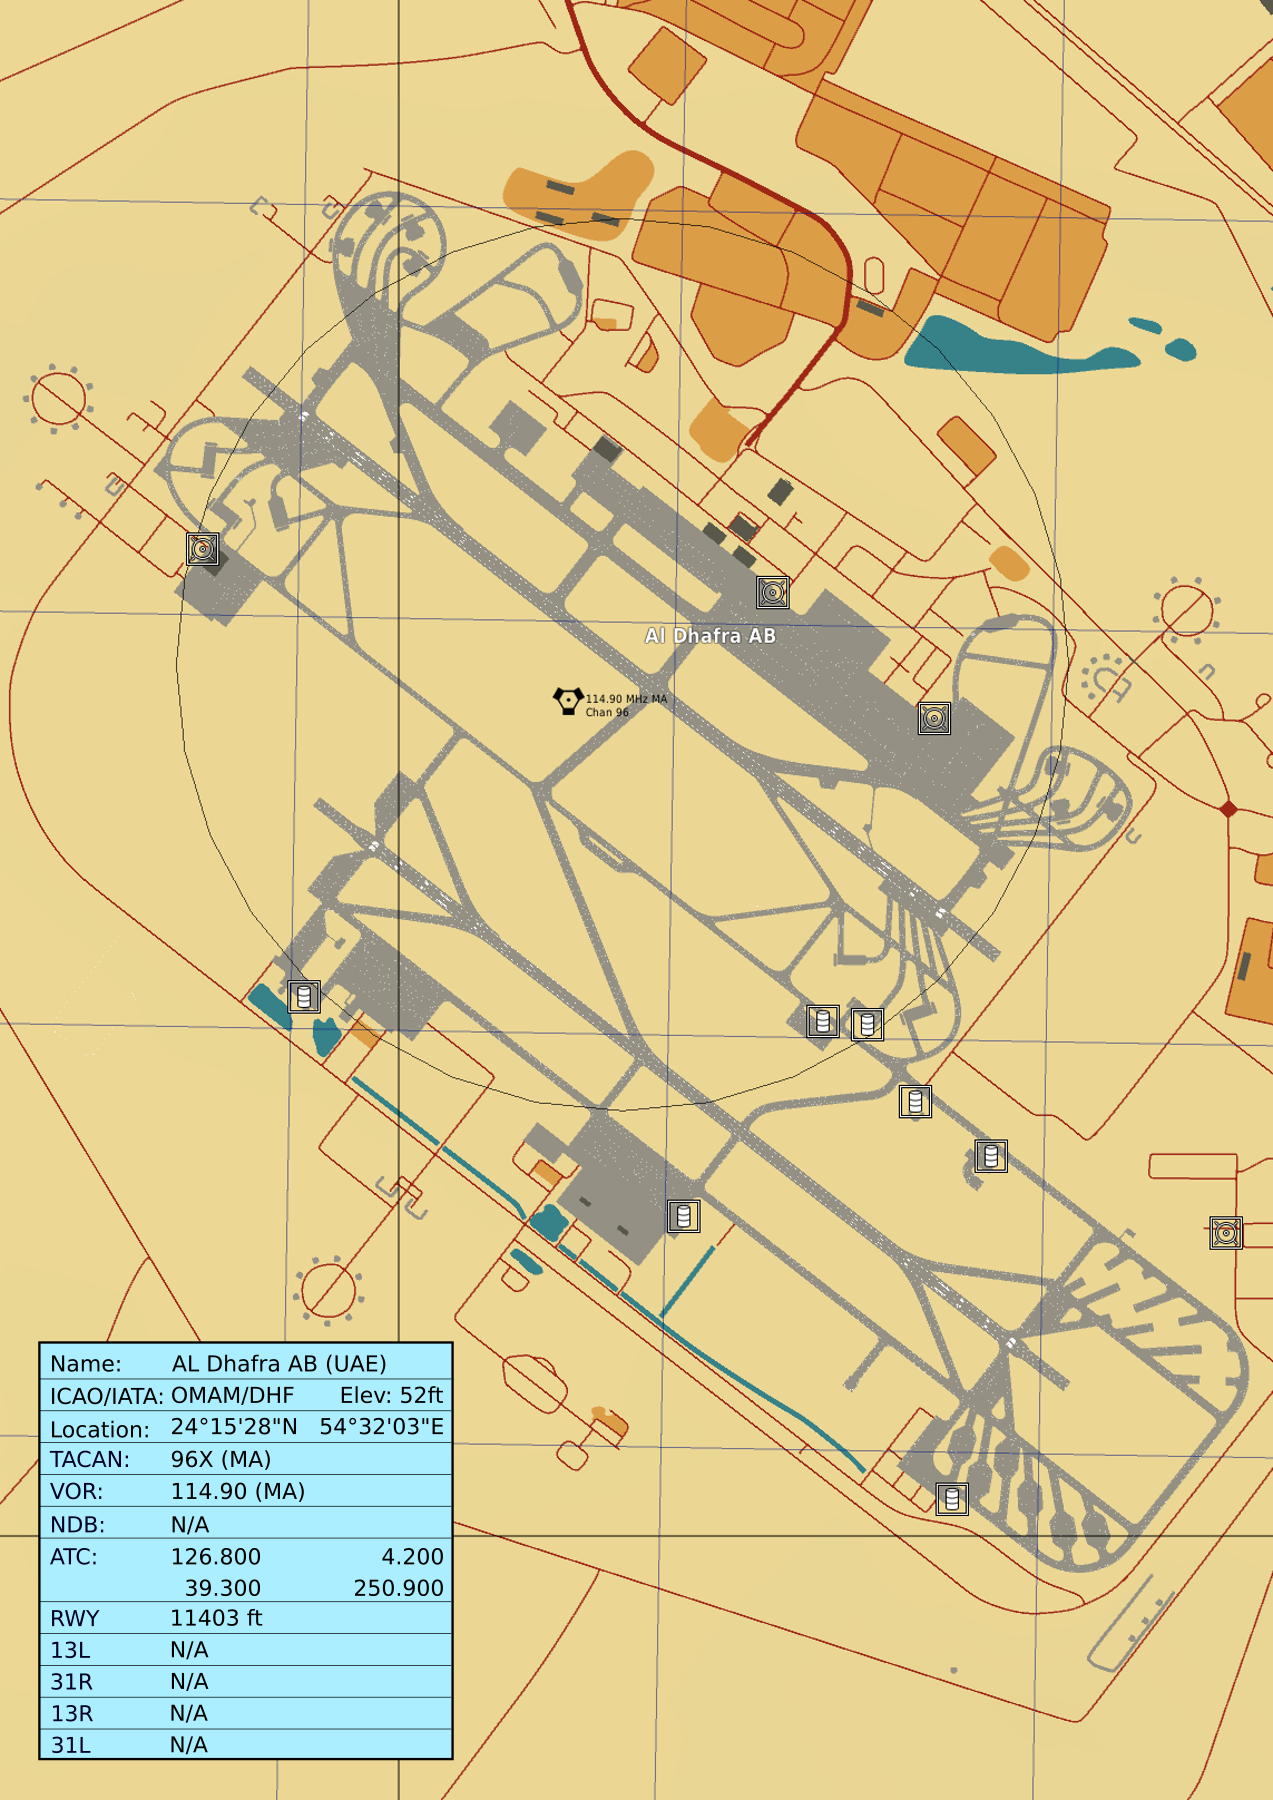 Al Dhafra AB
114.90 MHz MA
Chan 96
Name: AL Dhafra AB (UAE)
ICAO/IATA: OMAM/DHF Elev: 52ft
Location: 24°15'28"N 54°32'03"E
TACAN: 96X (MA)
VOR: 114.90 (MA)
NDB: N/A
ATC: 126.800 4.200
39.300 250.900
RWY 11403 ft
13L N/A
31R N/A
13R N/A
31L N/A